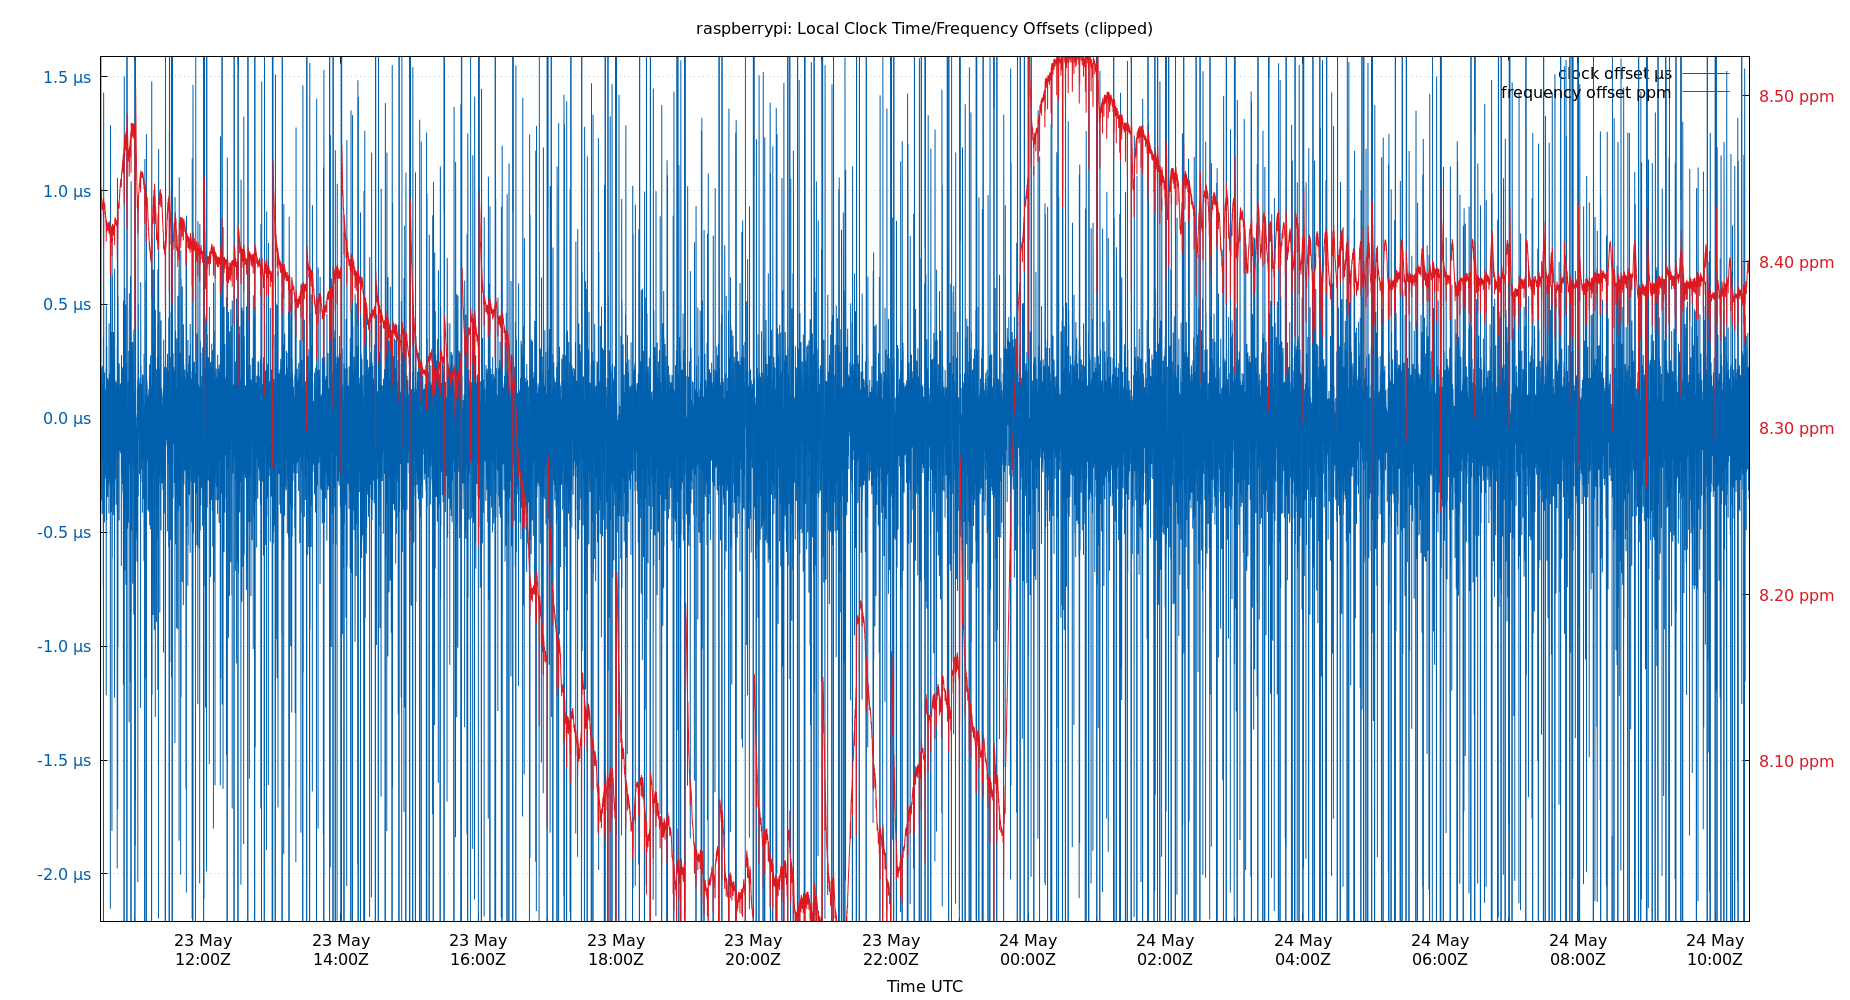 raspberrypi: Local Clock Time/Frequency Offsets (clipped)
clock offset µs
frequency offset ppm
1.5 µs
1.0 µs
0.5 µs
0.0 µs
-0.5 µs
-1.0 µs
-1.5 µs
-2.0 µs
8.50 ppm
8.40 ppm
8.30 ppm
8.20 ppm
8.10 ppm
23 May 23 May 23 May 23 May 23 May 23 May 24 May 24 May 24 May 24 May 24 May 24 May
12:00Z 14:00Z 16:00Z 18:00Z 20:00Z 22:00Z 00:00Z 02:00Z 04:00Z 06:00Z 08:00Z 10:00Z
Time UTC